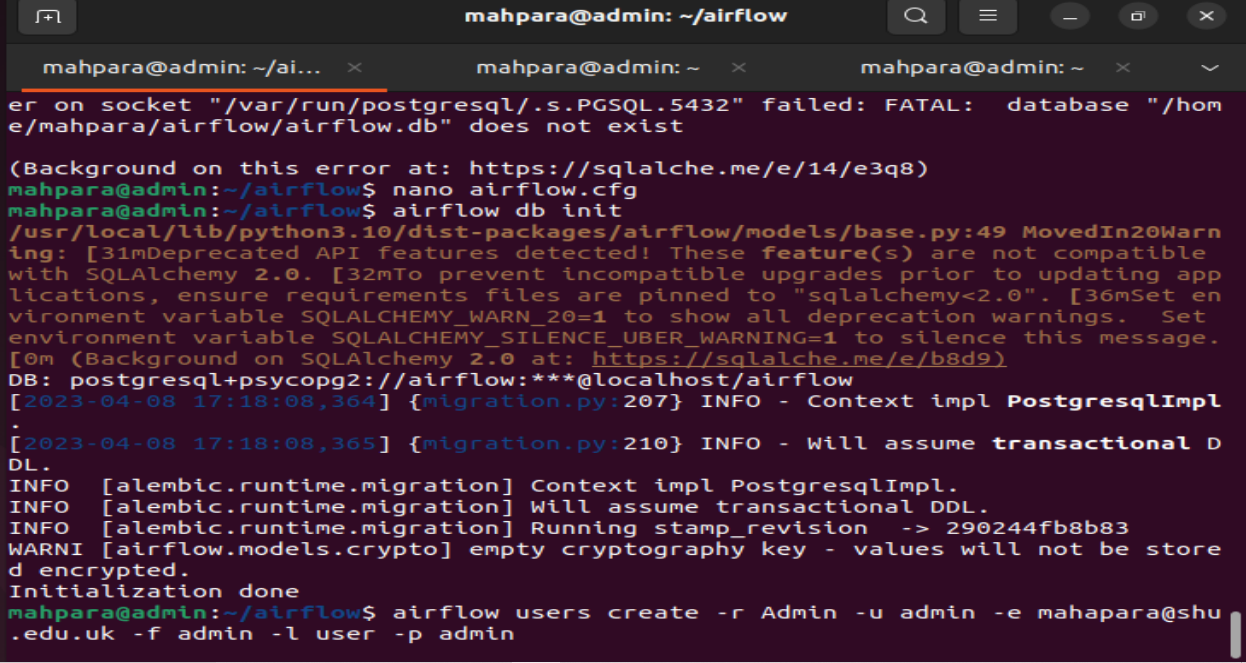 mahpara@admin: ~/airflow
mahpara@admin: ~/ai... × mahpara@admin: ~ × mahpara@admin: ~ ×
er on socket "/var/run/postgresql/.s.PGSQL.5432" failed: FATAL:  database "/hom
e/mahpara/airflow/airflow.db" does not exist
(Background on this error at: https://sqlalche.me/e/14/e3q8)
mahpara@admin:~/airflow$ nano airflow.cfg
mahpara@admin:~/airflow$ airflow db init
/usr/local/lib/python3.10/dist-packages/airflow/models/base.py:49 MovedIn20Warn
ing: [31mDeprecated API features detected! These feature(s) are not compatible
with SQLAlchemy 2.0. [32mTo prevent incompatible upgrades prior to updating app
lications, ensure requirements files are pinned to "sqlalchemy<2.0". [36mSet en
vironment variable SQLALCHEMY_WARN_20=1 to show all deprecation warnings.  Set
environment variable SQLALCHEMY_SILENCE_UBER_WARNING=1 to silence this message.
[0m (Background on SQLAlchemy 2.0 at: https://sqlalche.me/e/b8d9)
DB: postgresql+psycopg2://airflow:***@localhost/airflow
[2023-04-08 17:18:08,364] {migration.py:207} INFO - Context impl PostgresqlImpl
.
[2023-04-08 17:18:08,365] {migration.py:210} INFO - Will assume transactional D
DL.
INFO  [alembic.runtime.migration] Context impl PostgresqlImpl.
INFO  [alembic.runtime.migration] Will assume transactional DDL.
INFO  [alembic.runtime.migration] Running stamp_revision  -> 290244fb8b83
WARNI [airflow.models.crypto] empty cryptography key - values will not be store
d encrypted.
Initialization done
mahpara@admin:~/airflow$ airflow users create -r Admin -u admin -e mahapara@shu
.edu.uk -f admin -l user -p admin